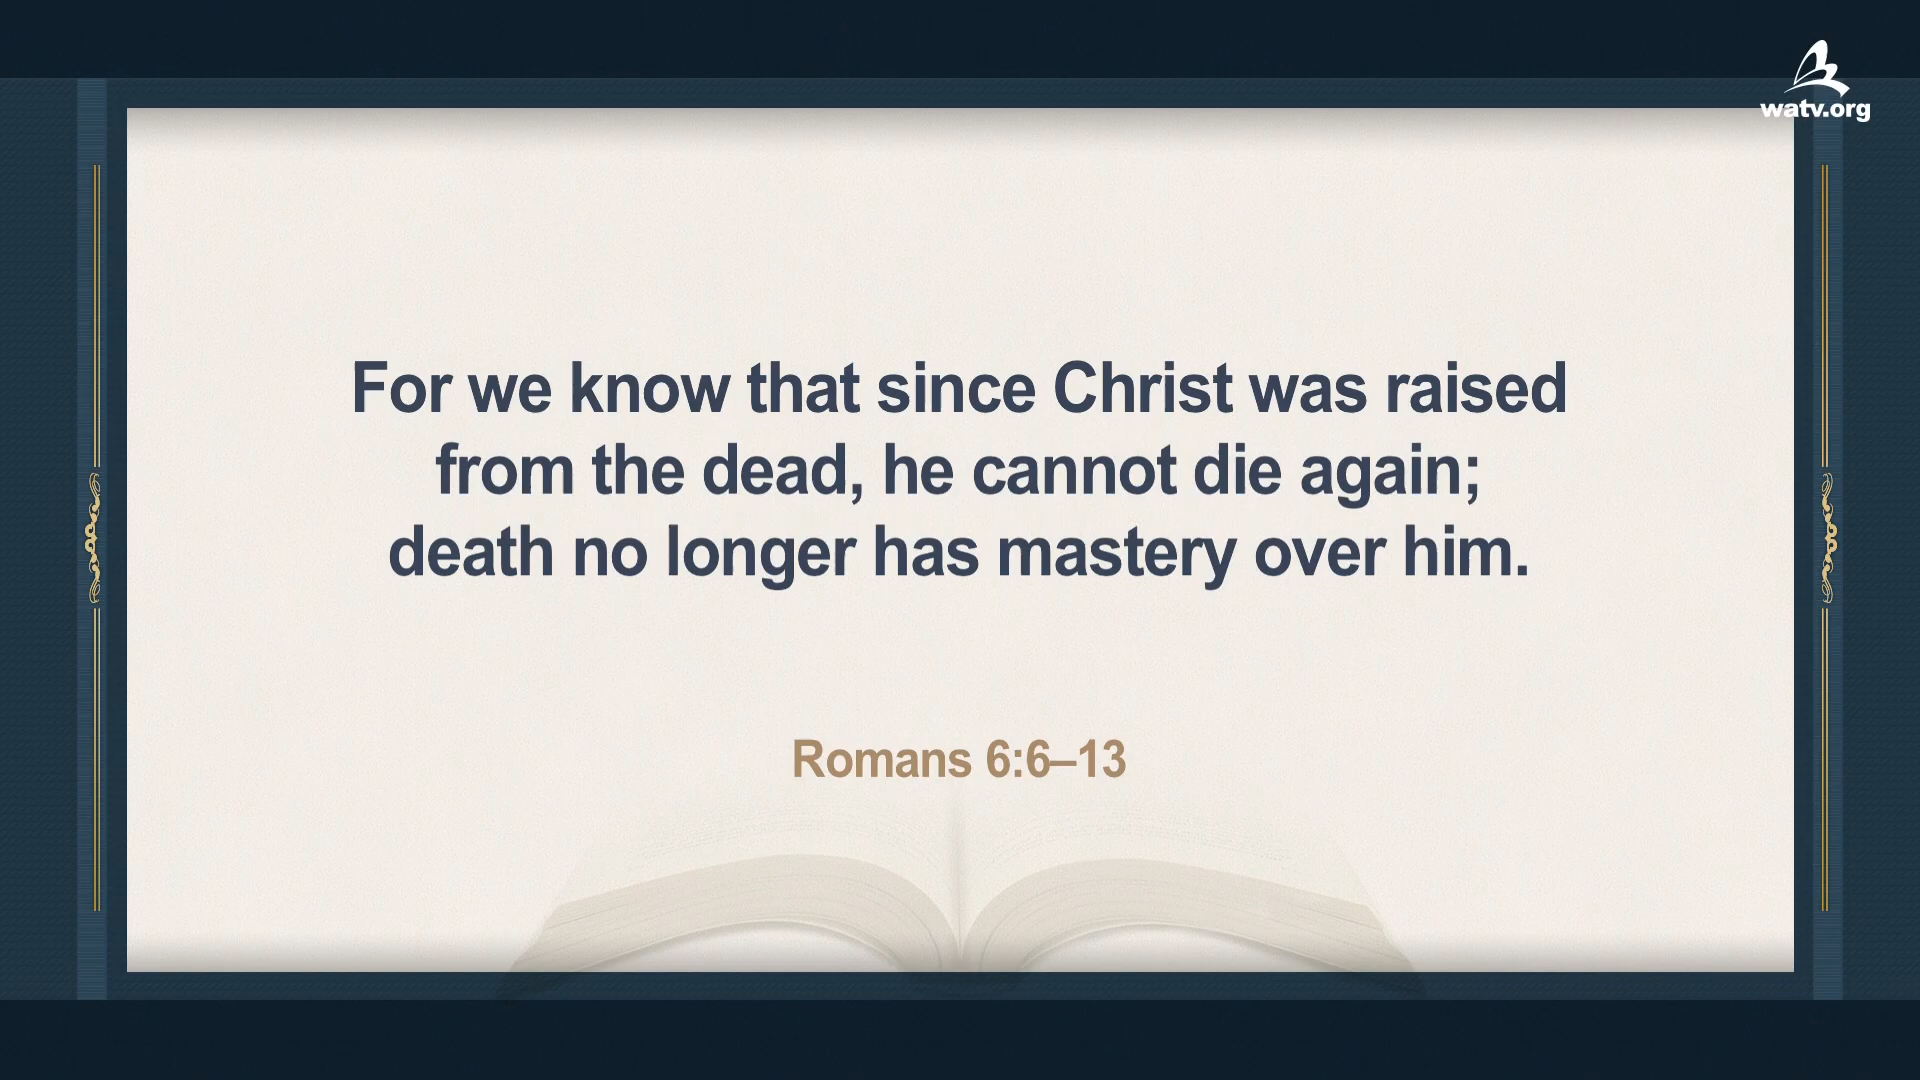 watv.org
For we know that since Christ was raised
from the dead, he cannot die again;
death no longer has mastery over him.
Romans 6:6–13